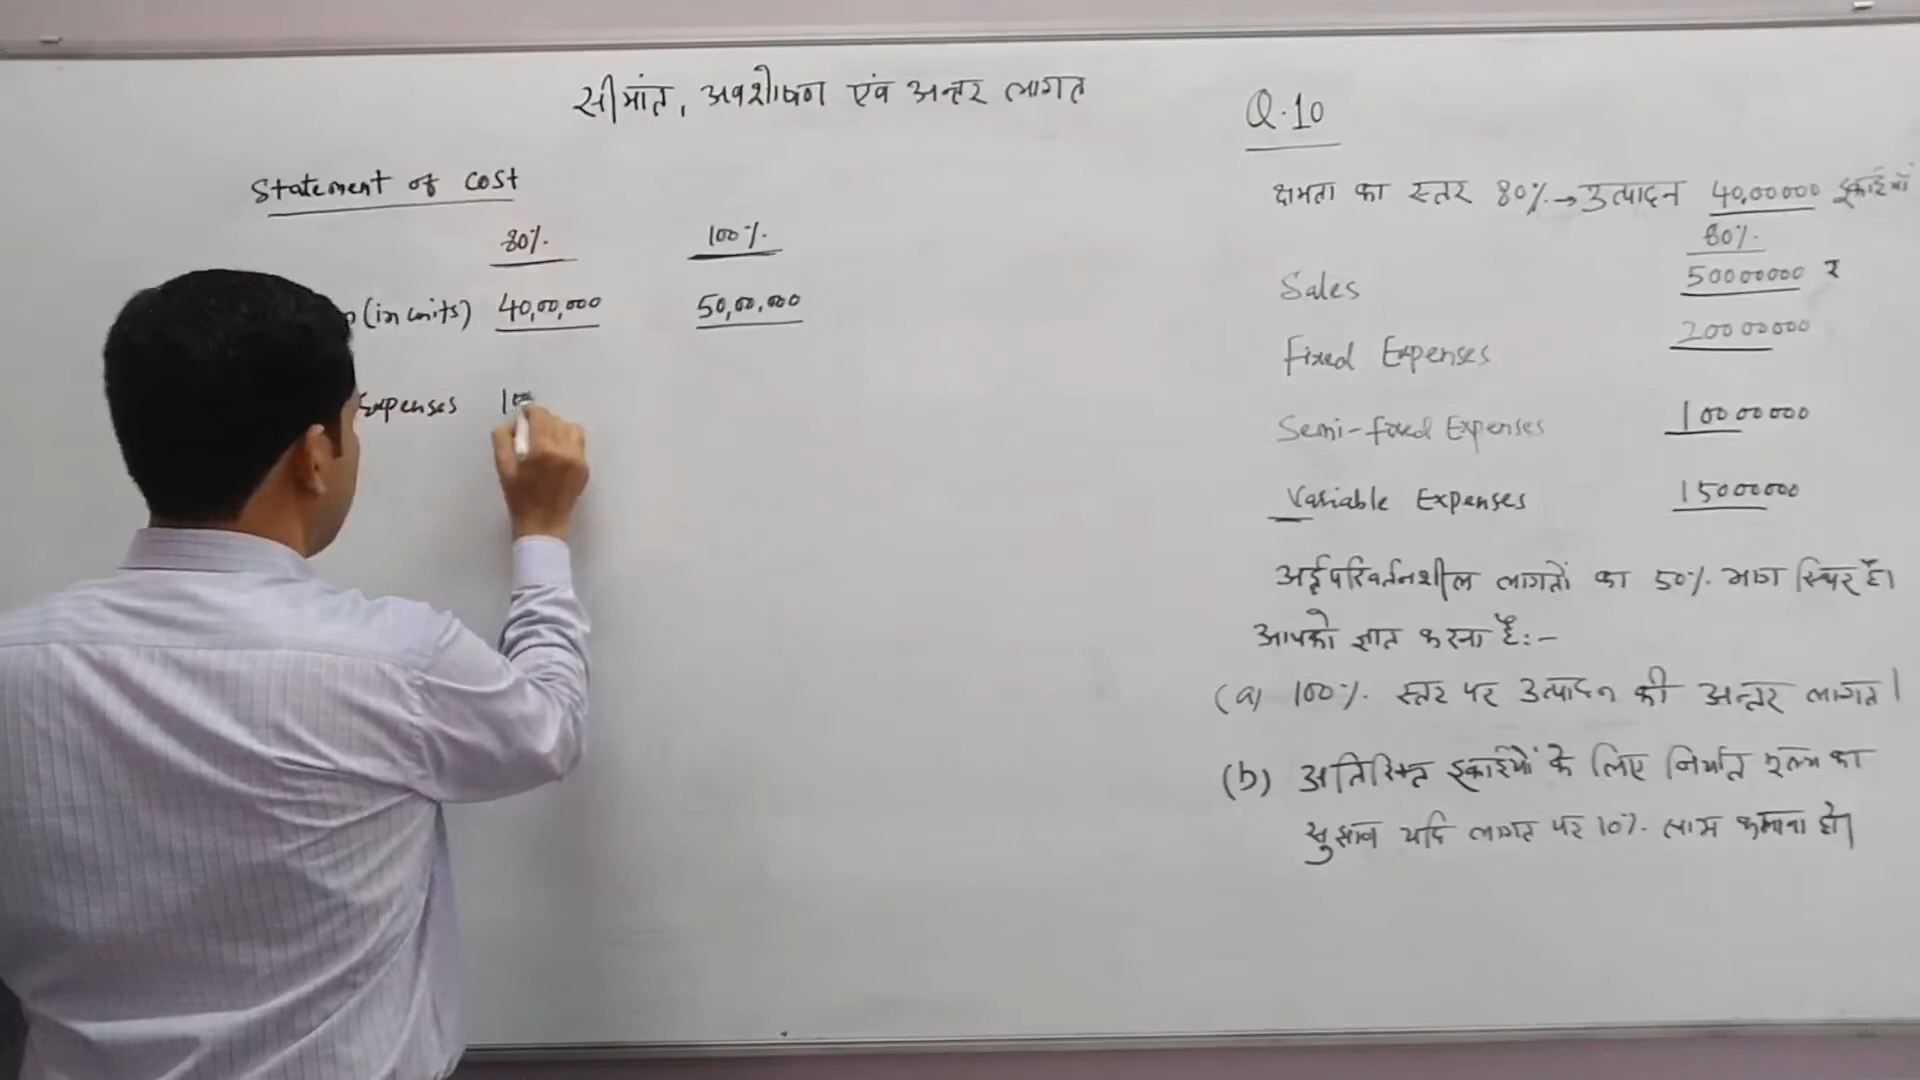 सीमांत, अवशोषण एवं अन्तर लागत
Statement of cost
80% 100%
(in units) 40,00,000 50,00,000
Expenses
Q.10
क्षमता का स्तर 80% → उत्पादन 40,00000 इकाईयाँ
80%
Sales 50000000 ₹
Fixed Expenses 20000000
Semi-fixed Expenses 10000000
Variable Expenses 15000000
अर्द्धपरिवर्तनशील लागतों का 50% भाग स्थिर है।
आपको ज्ञात करना है:-
(a) 100% स्तर पर उत्पादन की अन्तर लागत।
(b) अतिरिक्त इकाईयों के लिए निर्यात मूल्य का
सुझाव यदि लागत पर 10% लाभ कमाना हो।